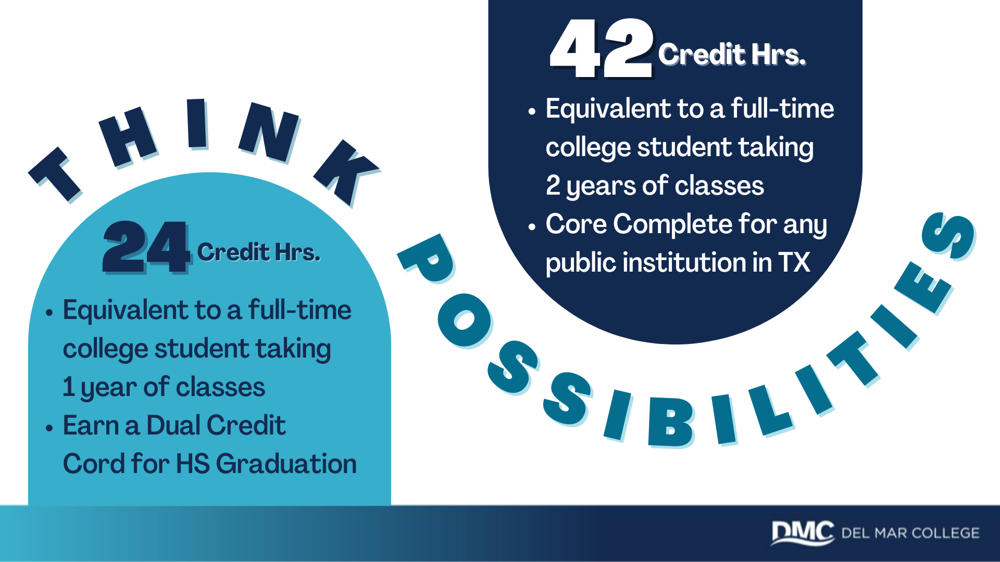 THINK
24 Credit Hrs.
• Equivalent to a full-time
college student taking
1 year of classes
• Earn a Dual Credit
Cord for HS Graduation
POSSIBILITIES
42 Credit Hrs.
• Equivalent to a full-time
college student taking
2 years of classes
• Core Complete for any
public institution in TX
DMC DEL MAR COLLEGE